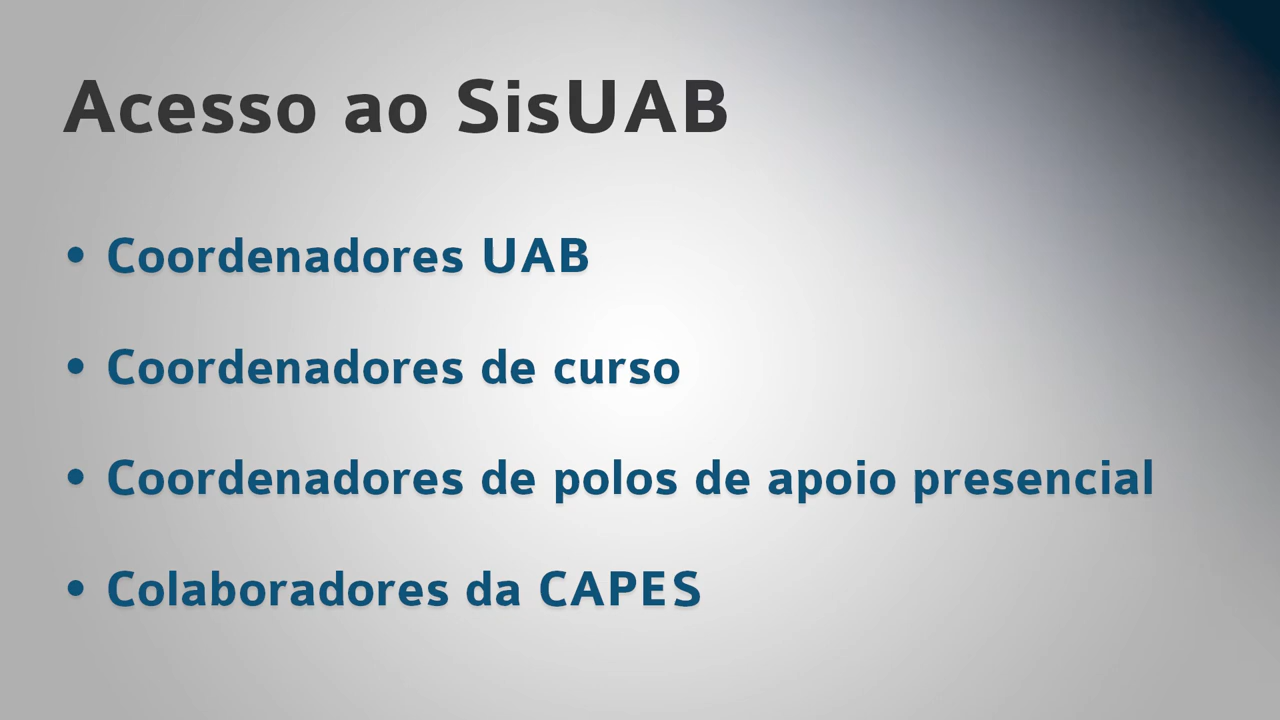 Acesso ao SisUAB
• Coordenadores UAB
• Coordenadores de curso
• Coordenadores de polos de apoio presencial
• Colaboradores da CAPES